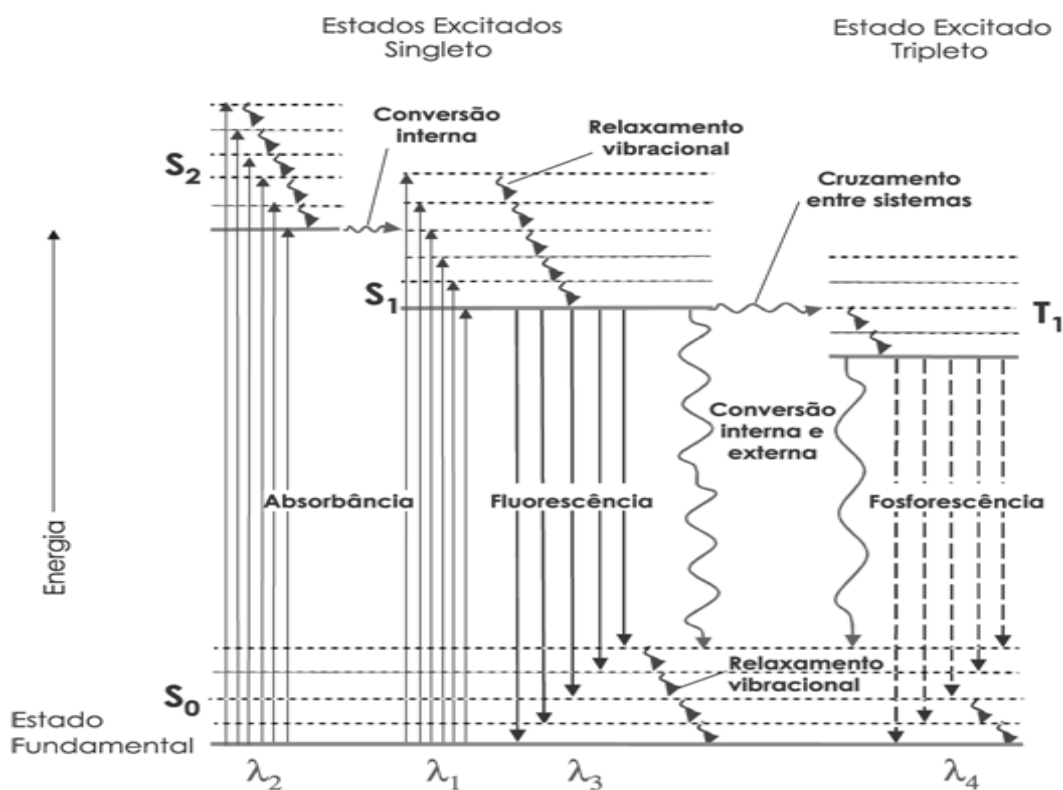 Estados Excitados
Singleto
Estado Excitado
Tripleto
Conversão
interna
Relaxamento
vibracional
S2
Cruzamento
entre sistemas
S1
T1
Conversão
interna e
externa
Energia
Absorbância
Fluorescência
Fosforescência
Relaxamento
vibracional
S0
Estado
Fundamental
λ2
λ1
λ3
λ4